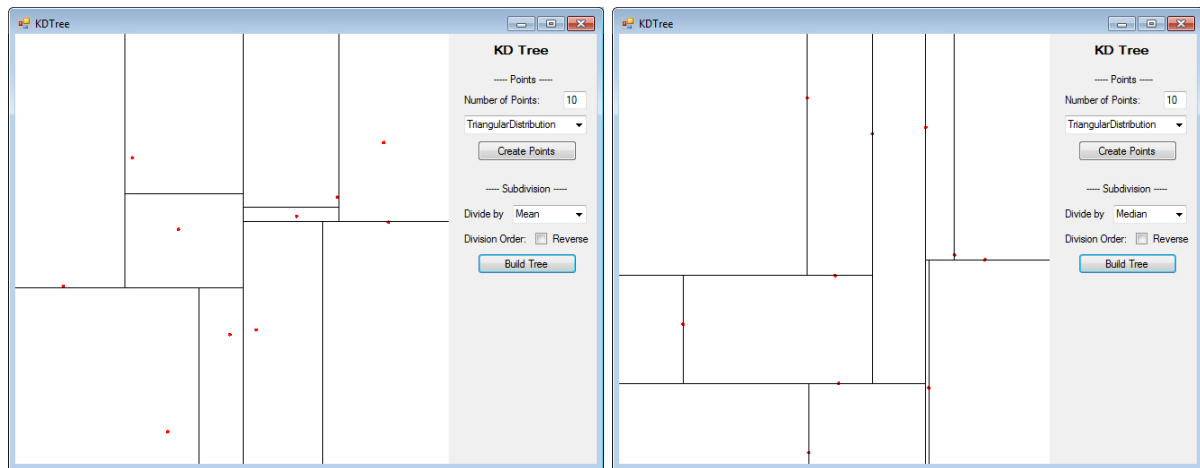 KDTree
KD Tree
----- Points -----
Number of Points: 10
TriangularDistribution
Create Points
----- Subdivision -----
Divide by Mean
Division Order: Reverse
Build Tree
KDTree
KD Tree
----- Points -----
Number of Points: 10
TriangularDistribution
Create Points
----- Subdivision -----
Divide by Median
Division Order: Reverse
Build Tree